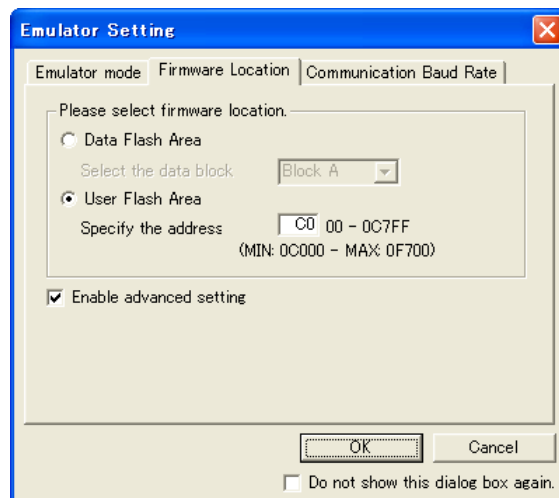 Emulator Setting
Emulator mode Firmware Location Communication Baud Rate
Please select firmware location.
Data Flash Area
Select the data block Block A
User Flash Area
Specify the address C0 00 - 0C7FF
(MIN: 0C000 - MAX: 0F700)
Enable advanced setting
OK Cancel
Do not show this dialog box again.